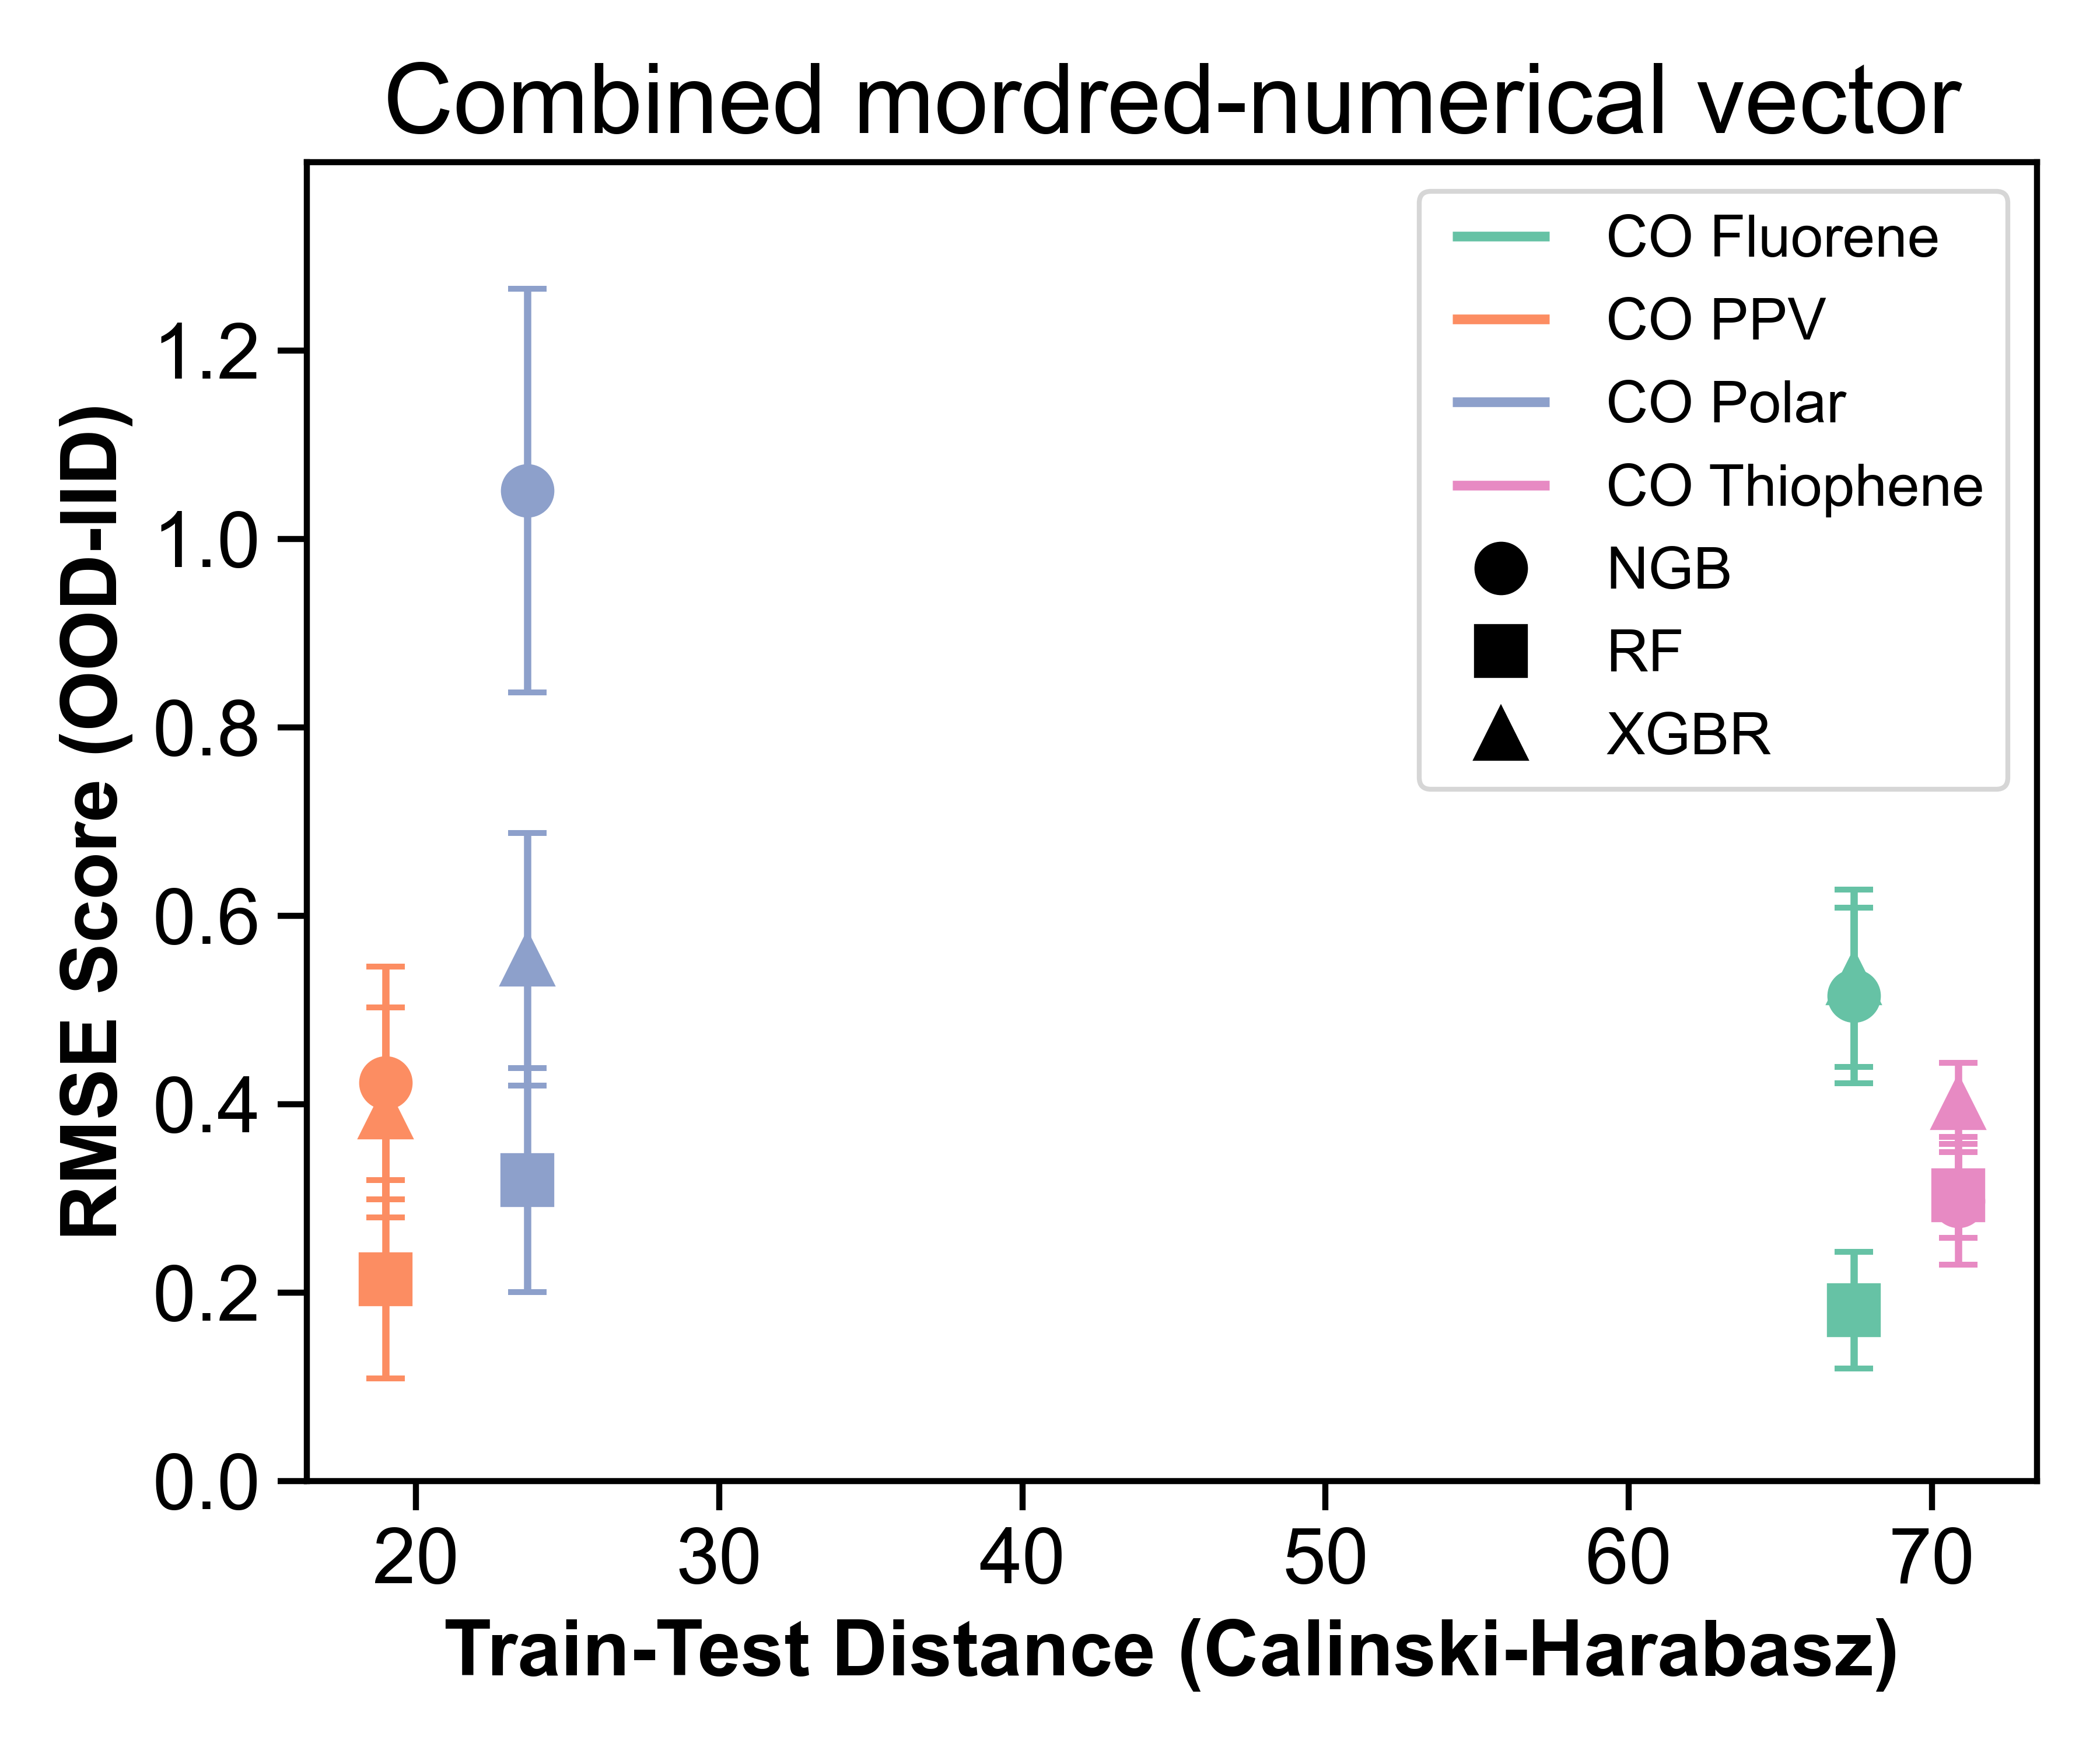 Combined mordred-numerical vector
CO Fluorene
CO PPV
CO Polar
CO Thiophene
NGB
RF
XGBR
RMSE Score (OOD-IID)
1.2
1.0
0.8
0.6
0.4
0.2
0.0
20 30 40 50 60 70
Train-Test Distance (Calinski-Harabasz)